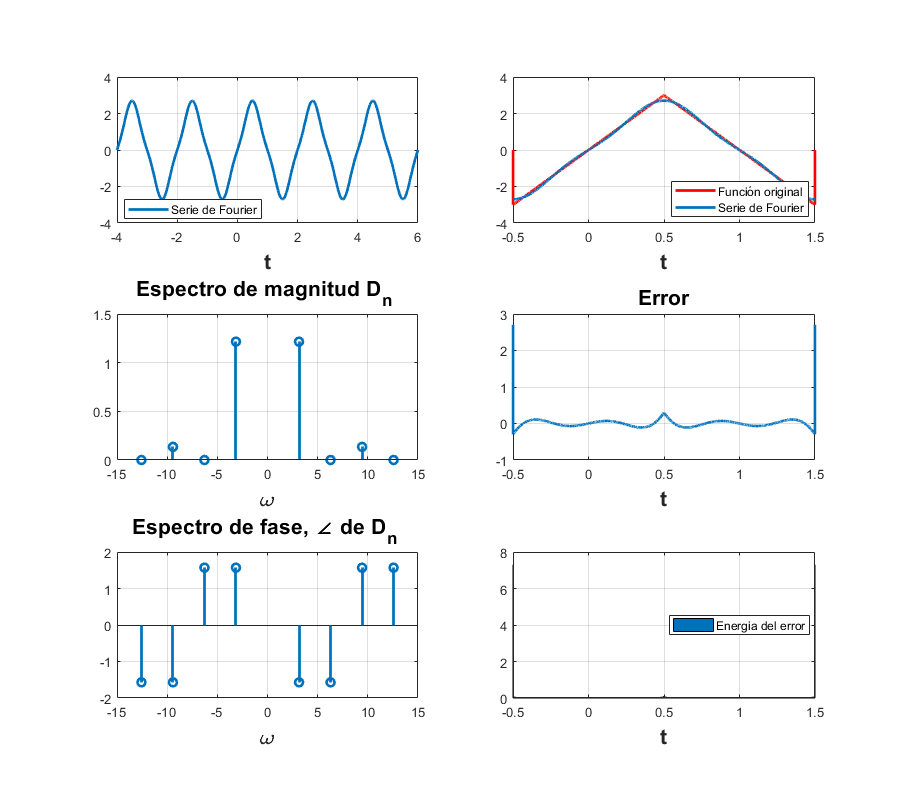 4
2
0
-2
-4
Serie de Fourier
-4 -2 0 2 4 6
t
4
2
0
-2
-4
Función original
Serie de Fourier
-0.5 0 0.5 1 1.5
t
Espectro de magnitud Dn
1.5
1
0.5
0
-15 -10 -5 0 5 10 15
ω
Error
3
2
1
0
-1
-0.5 0 0.5 1 1.5
t
Espectro de fase, ∠ de Dn
2
1
0
-1
-2
-15 -10 -5 0 5 10 15
ω
8
6
4
2
0
Energia del error
-0.5 0 0.5 1 1.5
t